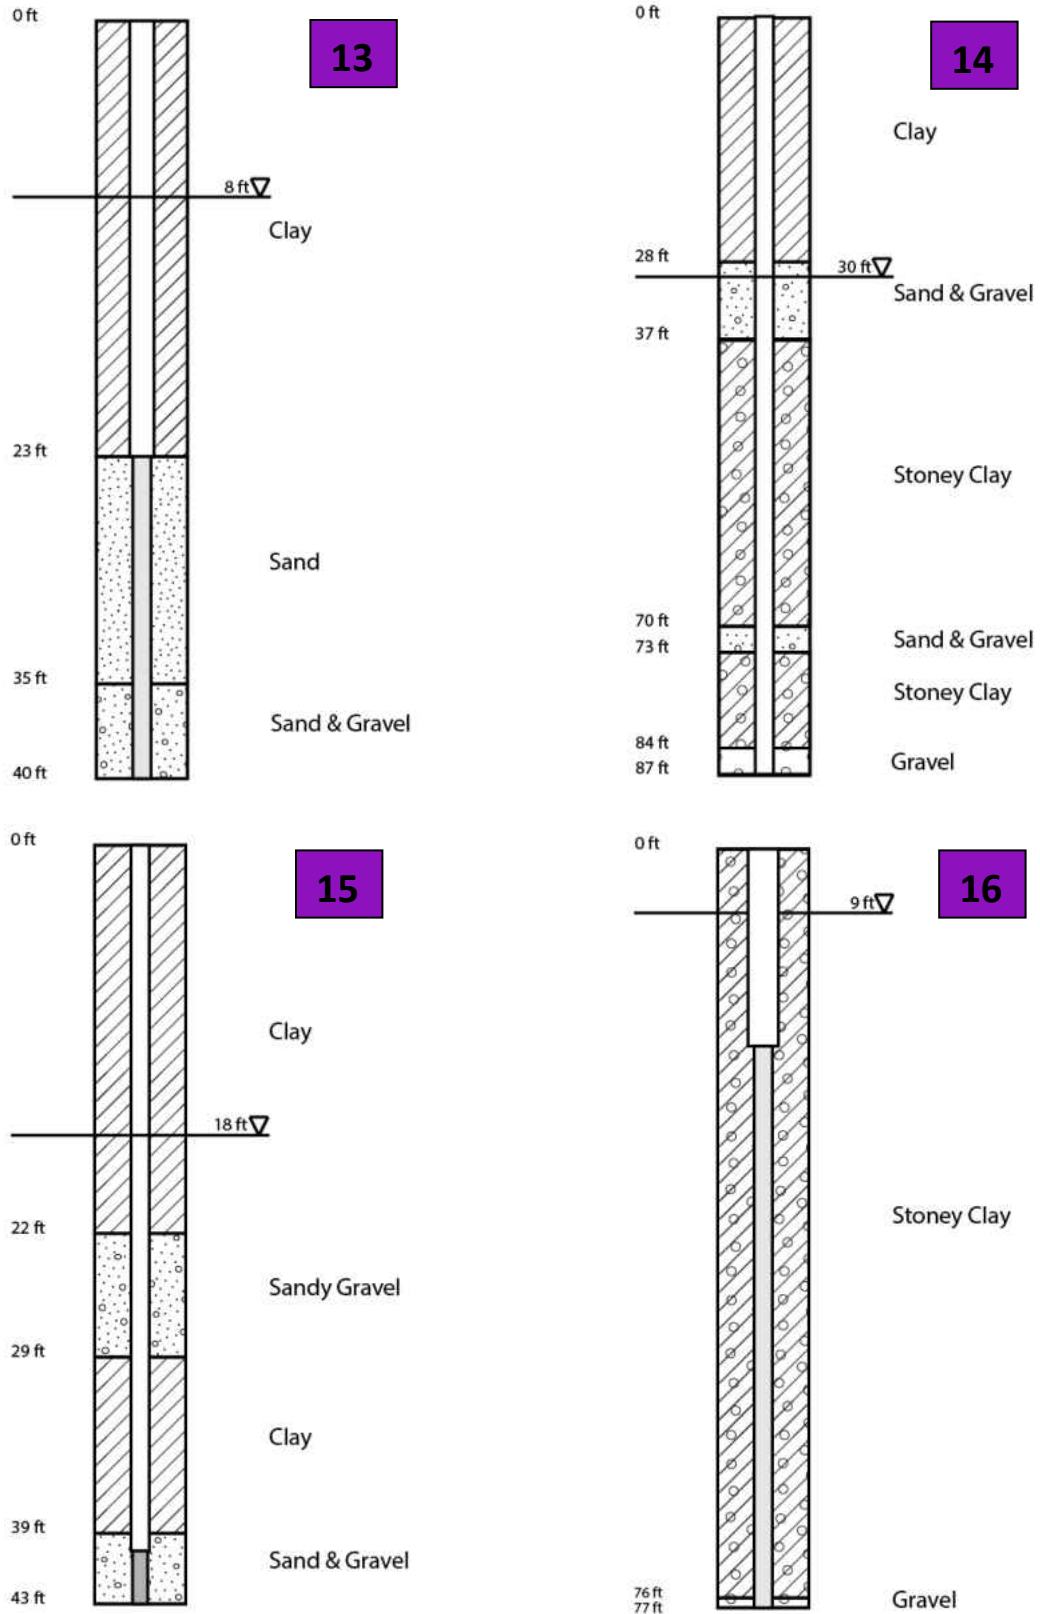 0 ft
13
8 ft
Clay
23 ft
Sand
35 ft
Sand & Gravel
40 ft
0 ft
14
Clay
28 ft
30 ft
Sand & Gravel
37 ft
Stoney Clay
70 ft
Sand & Gravel
73 ft
Stoney Clay
84 ft
Gravel
87 ft
0 ft
15
Clay
18 ft
22 ft
Sandy Gravel
29 ft
Clay
39 ft
Sand & Gravel
43 ft
0 ft
16
9 ft
Stoney Clay
76 ft
Gravel
77 ft